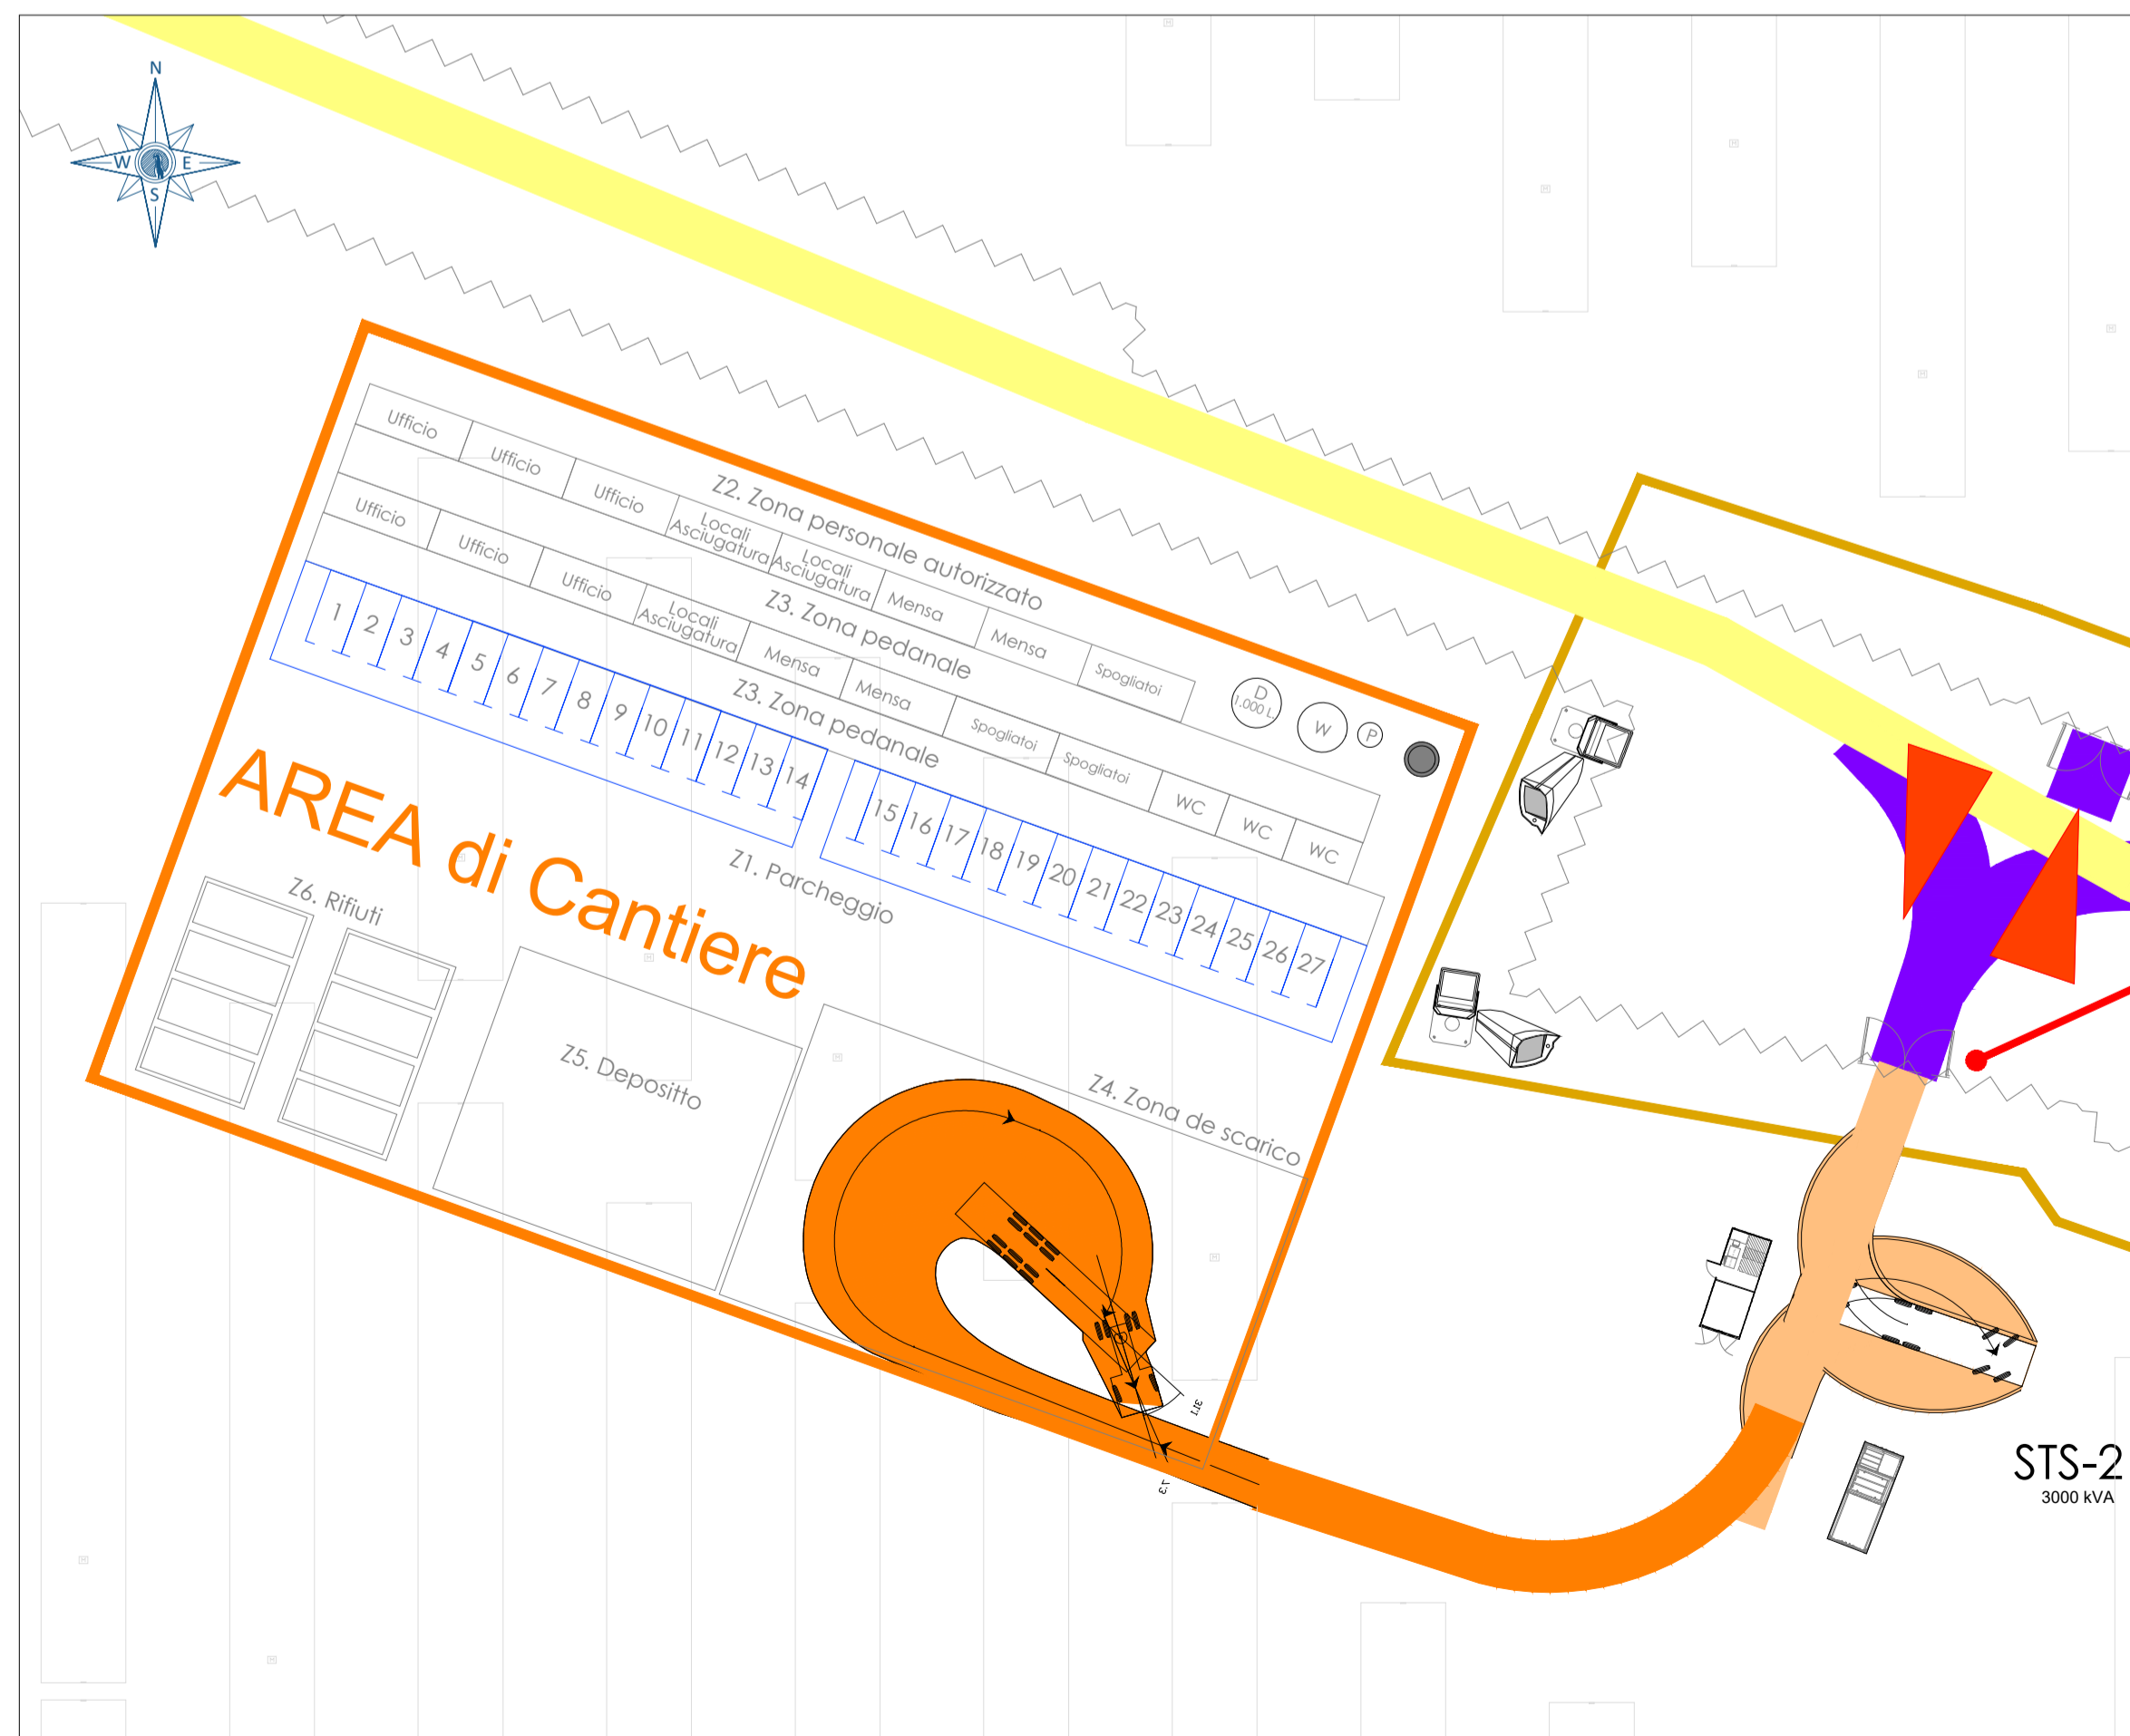 N
W
E
S
Ufficio
Ufficio
Ufficio
Locali
Asciugatura
Locali
Asciugatura
Mensa
Mensa
Spogliatoi
Z2. Zona personale autorizzato
D
1.000 L.
W
P
Z3. Zona pedanale
Ufficio
Ufficio
Ufficio
Locali
Asciugatura
Mensa
Mensa
Spogliatoi
Spogliatoi
WC
WC
WC
Z3. Zona pedanale
1 2 3 4 5 6 7 8 9 10 11 12 13 14
15 16 17 18 19 20 21 22 23 24 25 26 27
Z1. Parcheggio
AREA di Cantiere
Z6. Rifiuti
Z5. Depositto
Z4. Zona de scarico
STS-2
3000 kVA